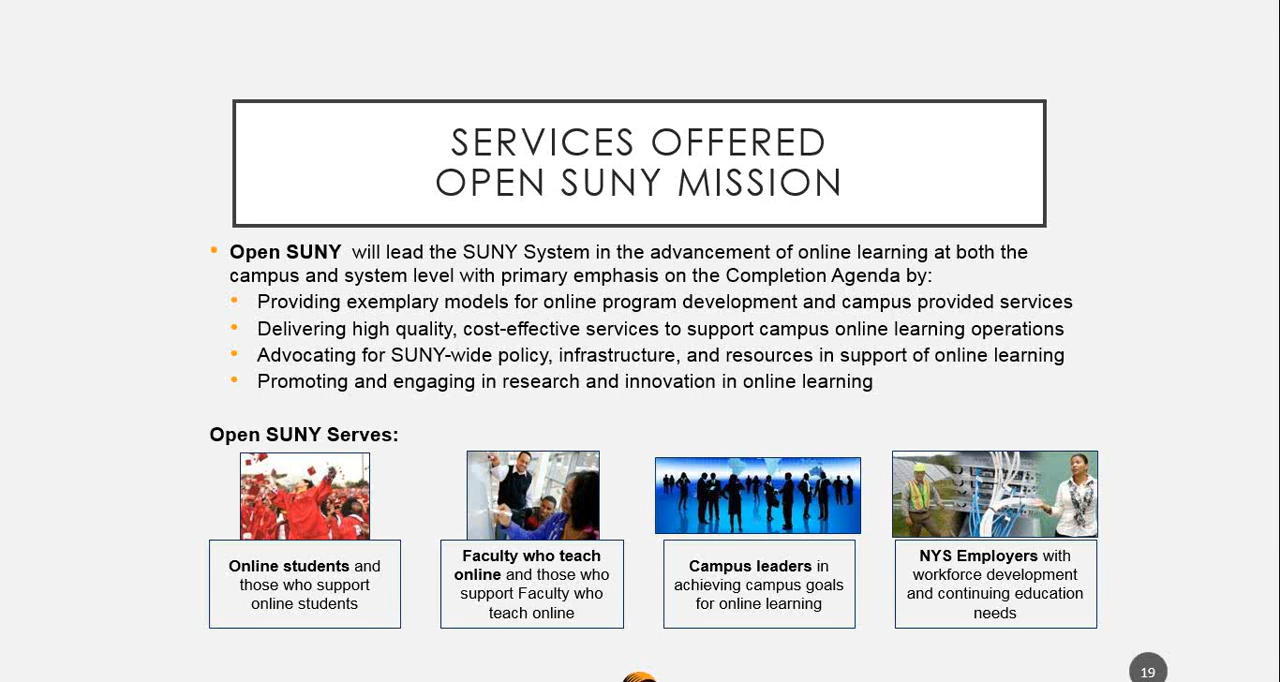 SERVICES OFFERED
OPEN SUNY MISSION
• Open SUNY will lead the SUNY System in the advancement of online learning at both the
campus and system level with primary emphasis on the Completion Agenda by:
• Providing exemplary models for online program development and campus provided services
• Delivering high quality, cost-effective services to support campus online learning operations
• Advocating for SUNY-wide policy, infrastructure, and resources in support of online learning
• Promoting and engaging in research and innovation in online learning
Open SUNY Serves:
Online students and
those who support
online students
Faculty who teach
online and those who
support Faculty who
teach online
Campus leaders in
achieving campus goals
for online learning
NYS Employers with
workforce development
and continuing education
needs
19